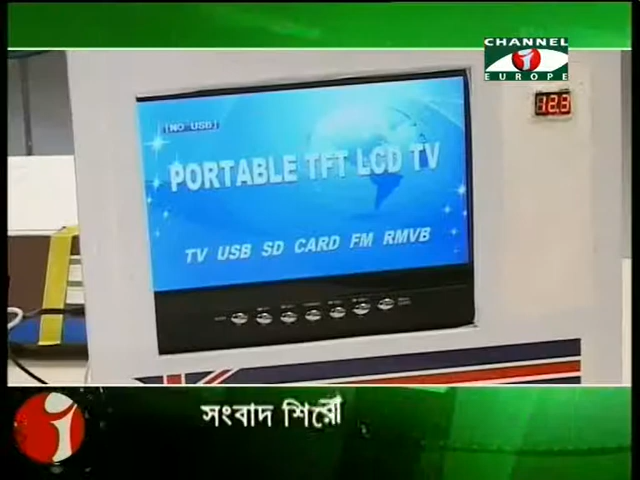 CHANNEL
i
EUROPE
12.3
[NO USB]
PORTABLE TFT LCD TV
TV USB SD CARD FM RMVB
i
সংবাদ শিরো